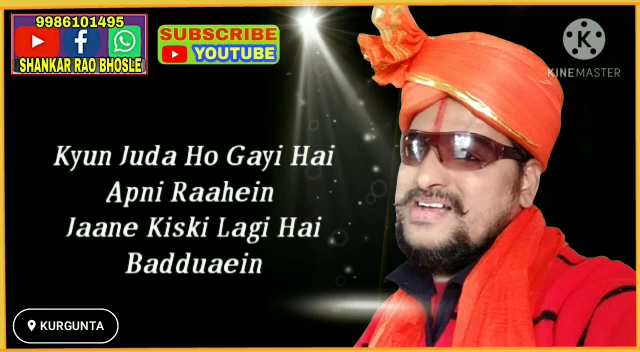 9986101495
SHANKAR RAO BHOSLE
SUBSCRIBE
YOUTUBE
KINEMASTER
Kyun Juda Ho Gayi Hai
Apni Raahein
Jaane Kiski Lagi Hai
Badduaein
KURGUNTA